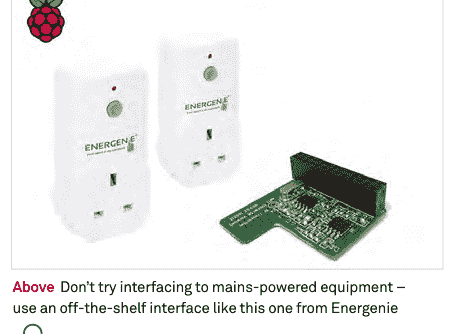 ENERGENIE
ENERGENIE
Above Don't try interfacing to mains-powered equipment –
use an off-the-shelf interface like this one from Energenie